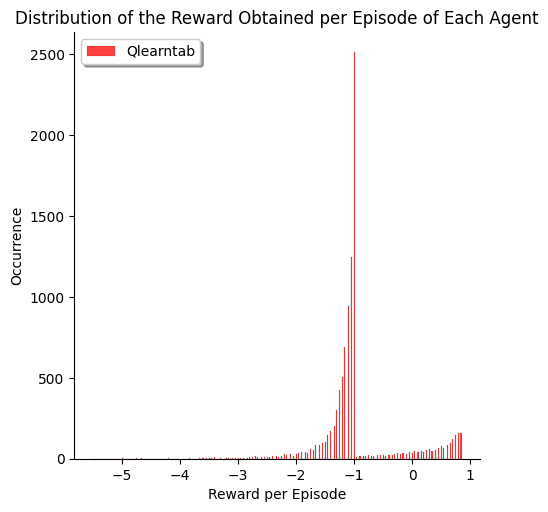 Distribution of the Reward Obtained per Episode of Each Agent
Qlearntab
2500
2000
1500
1000
500
0
Occurrence
−5 −4 −3 −2 −1 0 1
Reward per Episode